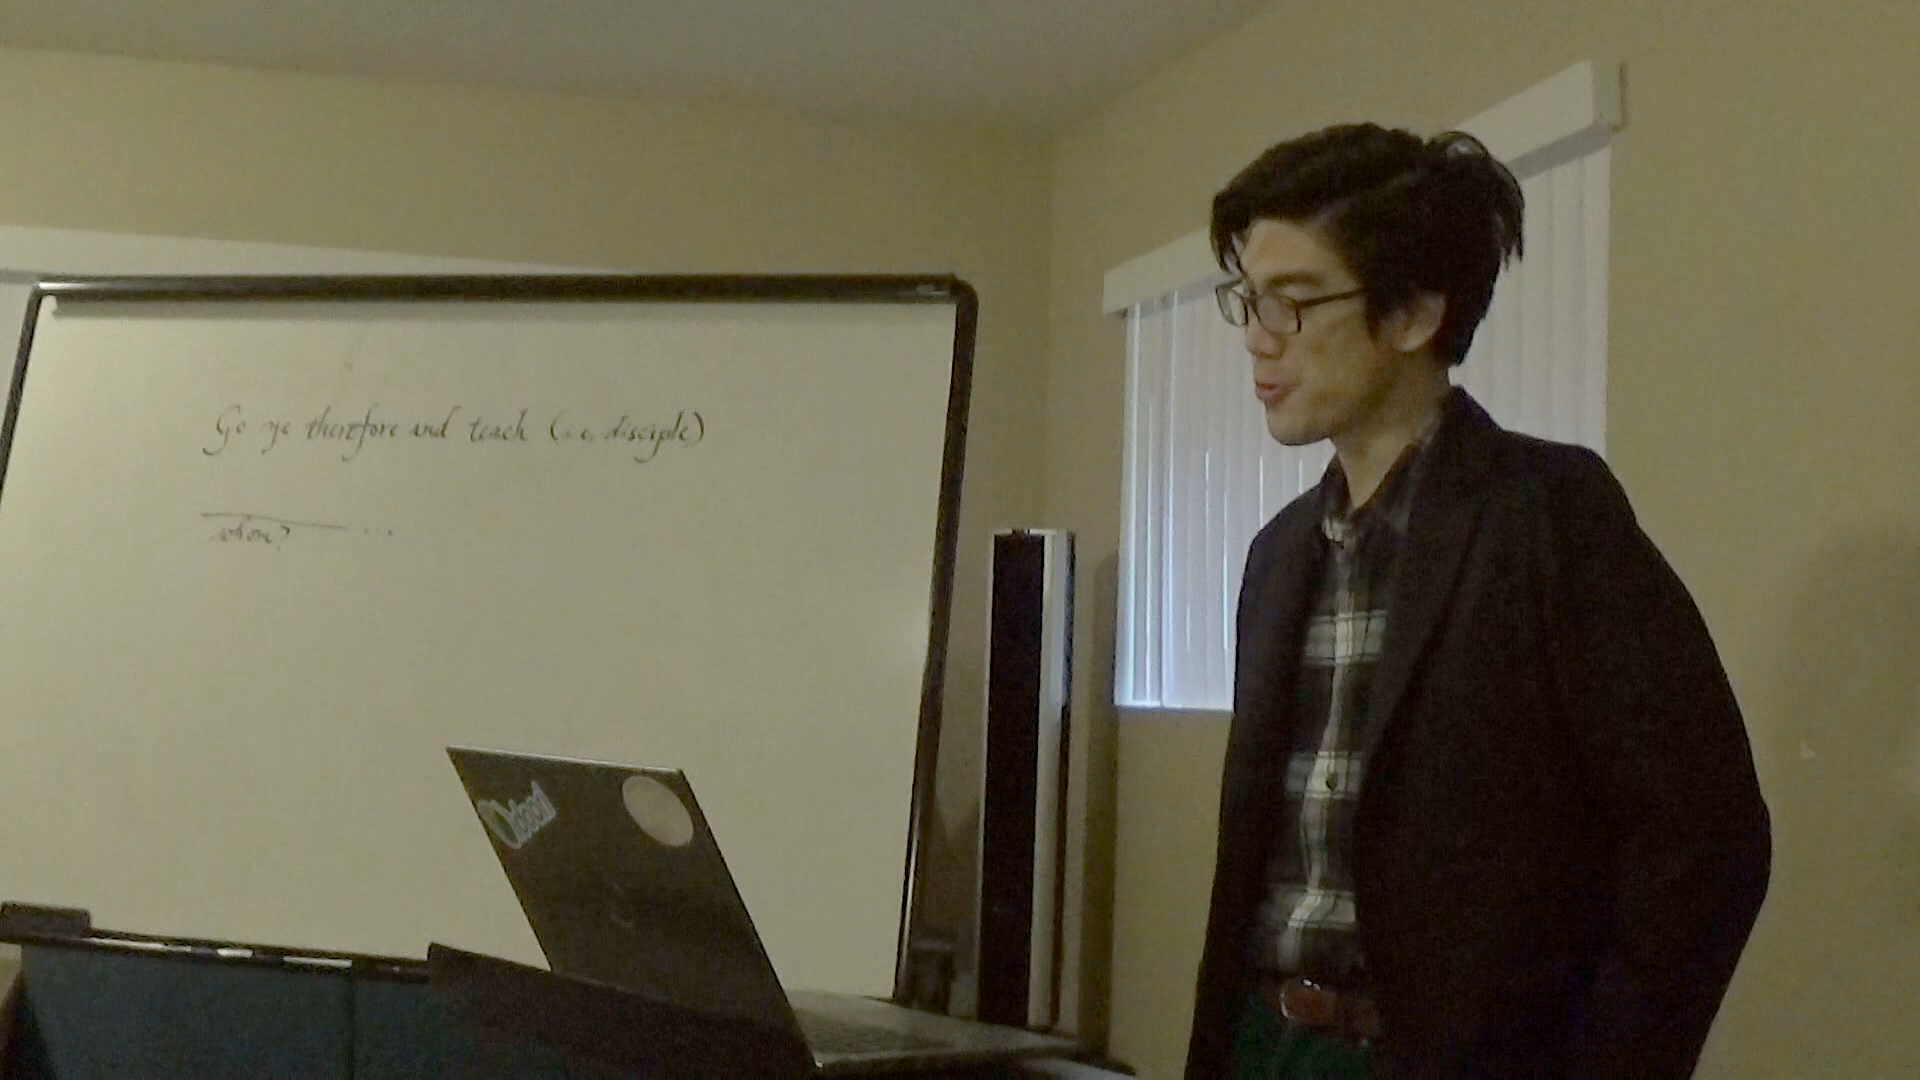 Go ye therefore and teach (i.e. disciple)
whom? ...